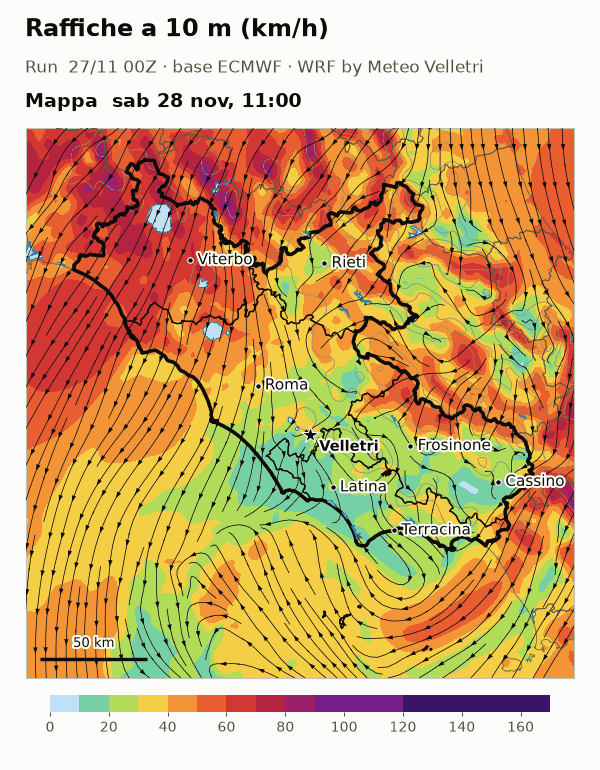 Raffiche a 10 m (km/h)
Run  27/11 00Z · base ECMWF · WRF by Meteo Velletri
Mappa  sab 28 nov, 11:00
Viterbo
Rieti
Roma
Velletri
Frosinone
Cassino
Latina
Terracina
50 km
0 20 40 60 80 100 120 140 160